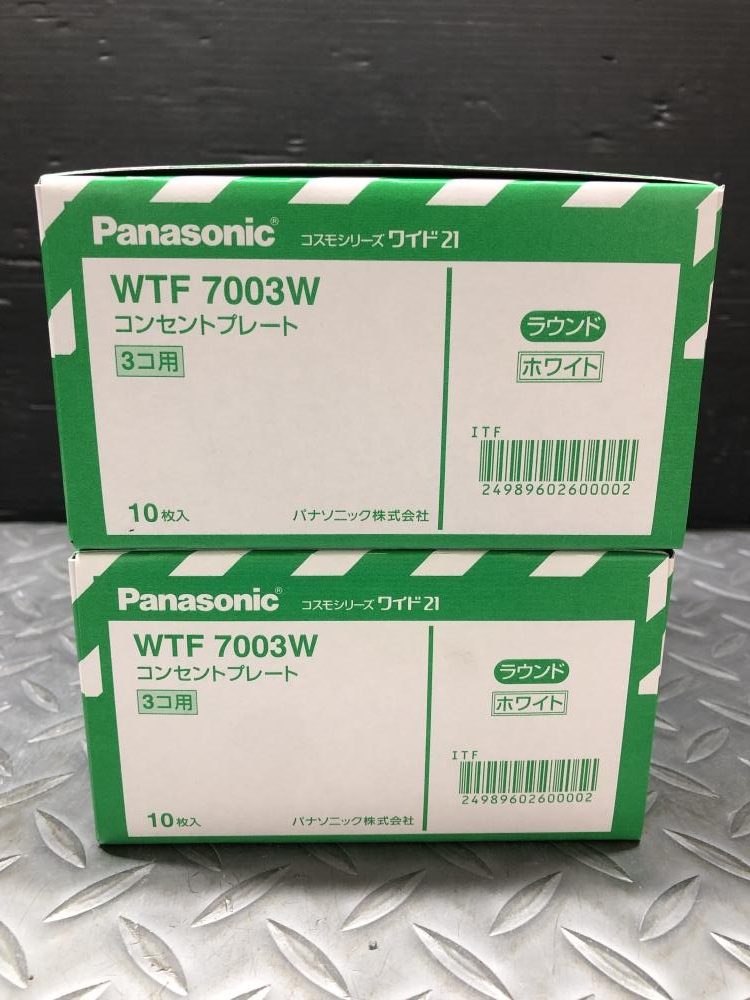 Panasonic® コスモシリーズ ワイド21
WTF 7003W
コンセントプレート
3コ用
10枚入
パナソニック株式会社
ラウンド
ホワイト
ITF
24989602600002
Panasonic® コスモシリーズ ワイド21
WTF 7003W
コンセントプレート
3コ用
10枚入
パナソニック株式会社
ラウンド
ホワイト
ITF
24989602600002